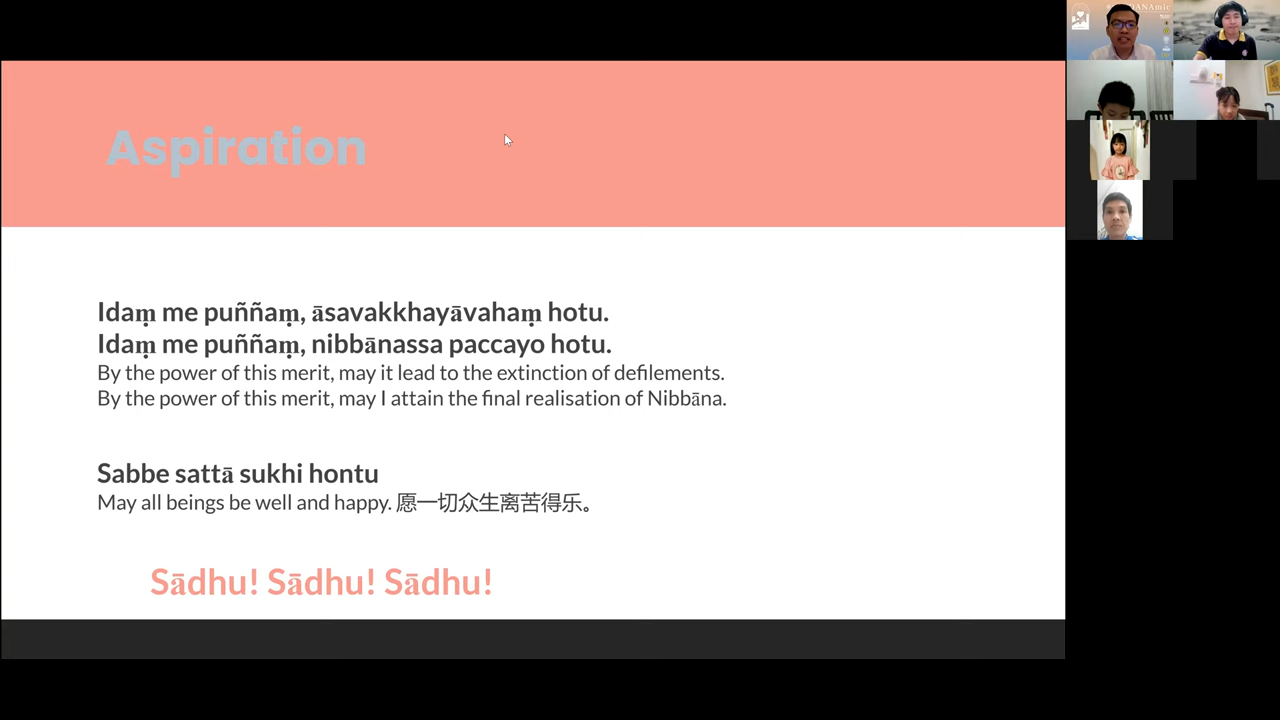 Aspiration
Idaṃ me puññaṃ, āsavakkhayāvahaṃ hotu.
Idaṃ me puññaṃ, nibbānassa paccayo hotu.
By the power of this merit, may it lead to the extinction of defilements.
By the power of this merit, may I attain the final realisation of Nibbāna.
Sabbe sattā sukhi hontu
May all beings be well and happy. 愿一切众生离苦得乐。
Sādhu! Sādhu! Sādhu!